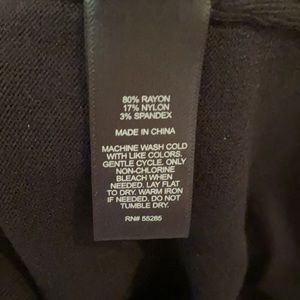 80% RAYON
17% NYLON
3% SPANDEX
MADE IN CHINA
MACHINE WASH COLD
WITH LIKE COLORS.
GENTLE CYCLE. ONLY
NON-CHLORINE
BLEACH WHEN
NEEDED. LAY FLAT
TO DRY. WARM IRON
IF NEEDED. DO NOT
TUMBLE DRY.
RN# 55285